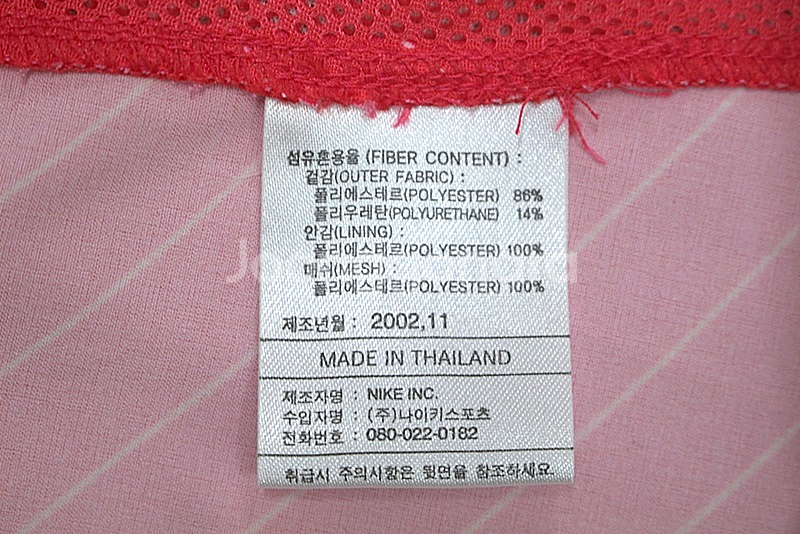 섬유혼용율 (FIBER CONTENT) :
겉감(OUTER FABRIC) :
폴리에스테르(POLYESTER) 86%
폴리우레탄(POLYURETHANE) 14%
안감(LINING) :
폴리에스테르(POLYESTER) 100%
매쉬(MESH) :
폴리에스테르(POLYESTER) 100%
제조년월 : 2002,11
MADE IN THAILAND
제조자명 : NIKE INC.
수입자명 : (주)나이키스포츠
전화번호 : 080-022-0182
취급시 주의사항은 뒷면을 참조하세요.